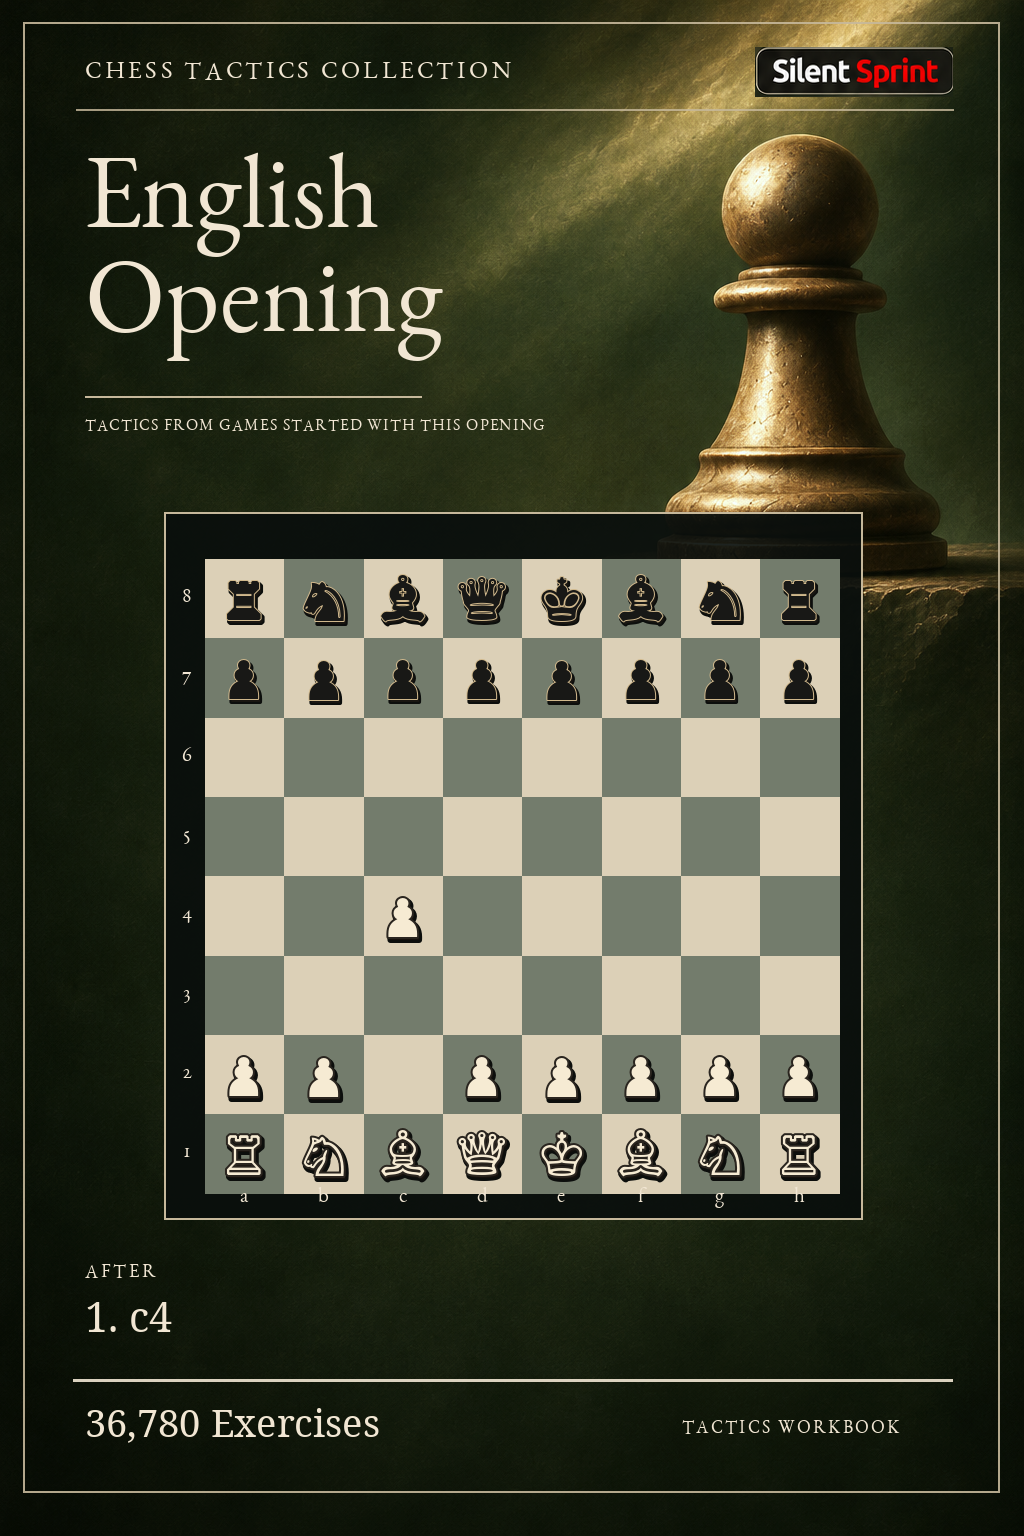 CHESS TACTICS COLLECTION
Silent Sprint
English
Opening
TACTICS FROM GAMES STARTED WITH THIS OPENING
8
7
6
5
4
3
2
1
a b c d e f g h
AFTER
1. c4
36,780 Exercises
TACTICS WORKBOOK